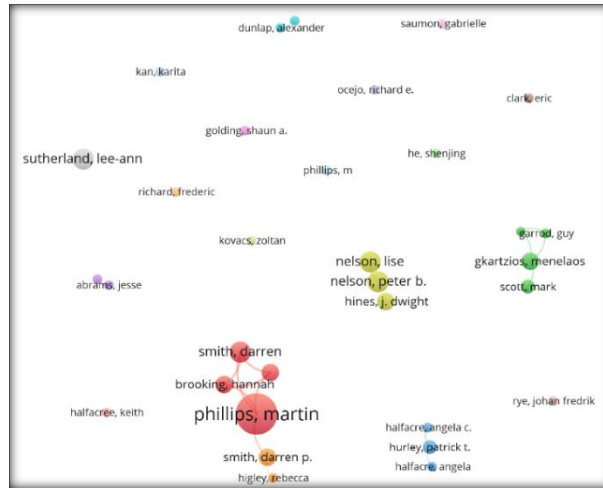 dunlap, alexander
saumon, gabrielle
kan, karita
ocejo, richard e.
clark, eric
golding, shaun a.
sutherland, lee-ann
he, shenjing
phillips, m
richard, frederic
garrod, guy
kovacs, zoltan
nelson, lise
gkartzios, menelaos
nelson, peter b.
abrams, jesse
scott, mark
hines, j. dwight
smith, darren
brooking, hannah
rye, johan fredrik
halfacree, keith
phillips, martin
halfacre, angela c.
hurley, patrick t.
smith, darren p.
halfacre, angela
higley, rebecca